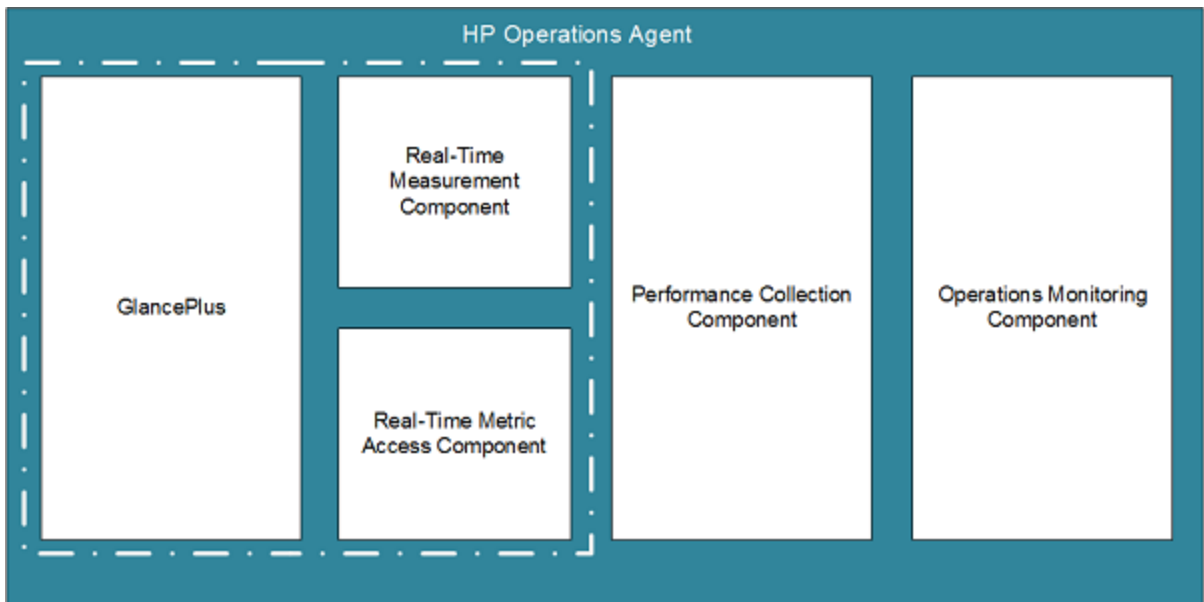 HP Operations Agent
GlancePlus
Real-Time
Measurement
Component
Real-Time Metric
Access Component
Performance Collection
Component
Operations Monitoring
Component